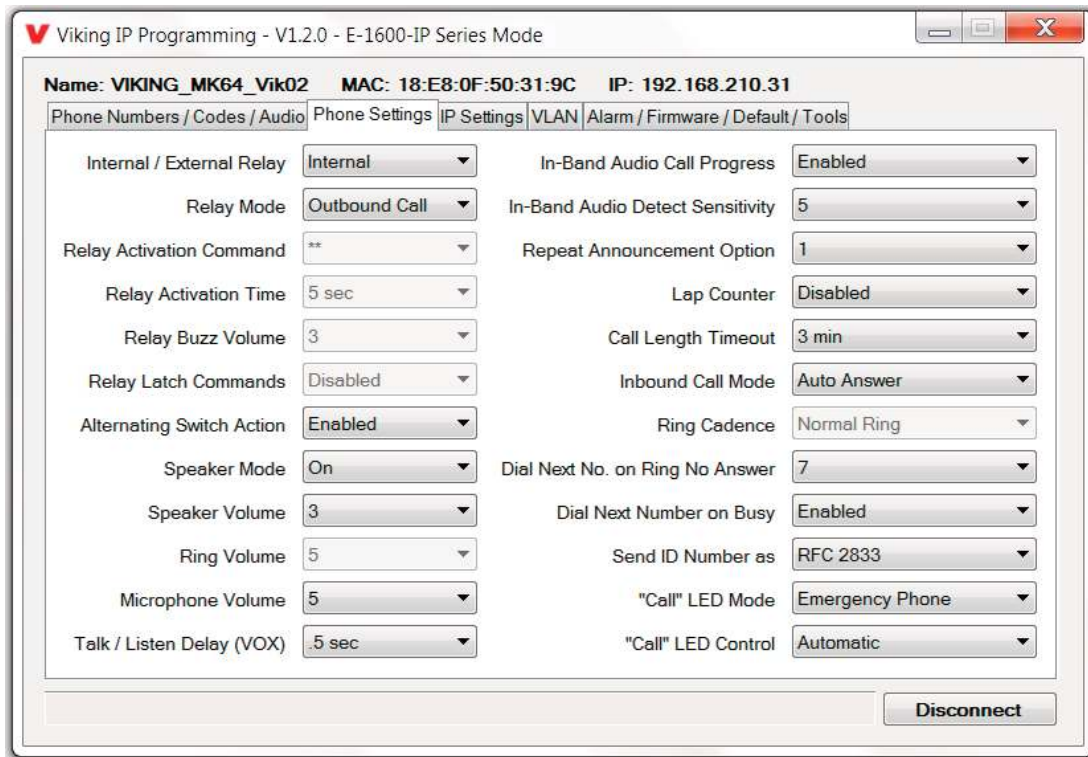 Viking IP Programming - V1.2.0 - E-1600-IP Series Mode
Name: VIKING_MK64_Vik02 MAC: 18:E8:0F:50:31:9C IP: 192.168.210.31
Phone Numbers / Codes / Audio Phone Settings IP Settings VLAN Alarm / Firmware / Default / Tools
Internal / External Relay Internal In-Band Audio Call Progress Enabled
Relay Mode Outbound Call In-Band Audio Detect Sensitivity 5
Relay Activation Command ** Repeat Announcement Option 1
Relay Activation Time 5 sec Lap Counter Disabled
Relay Buzz Volume 3 Call Length Timeout 3 min
Relay Latch Commands Disabled Inbound Call Mode Auto Answer
Alternating Switch Action Enabled Ring Cadence Normal Ring
Speaker Mode On Dial Next No. on Ring No Answer 7
Speaker Volume 3 Dial Next Number on Busy Enabled
Ring Volume 5 Send ID Number as RFC 2833
Microphone Volume 5 "Call" LED Mode Emergency Phone
Talk / Listen Delay (VOX) .5 sec "Call" LED Control Automatic
Disconnect